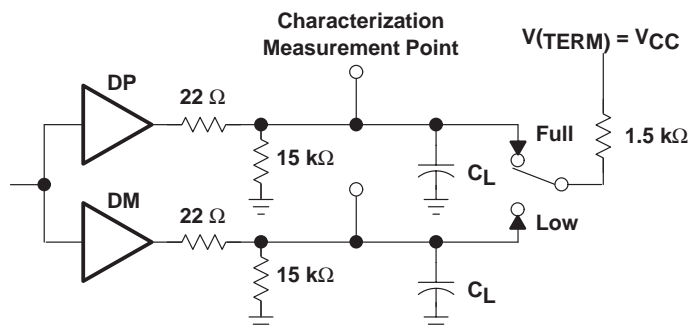 Characterization
Measurement Point
V(TERM) = VCC
DP
22 Ω
Full
1.5 kΩ
15 kΩ
CL
DM
22 Ω
Low
15 kΩ
CL